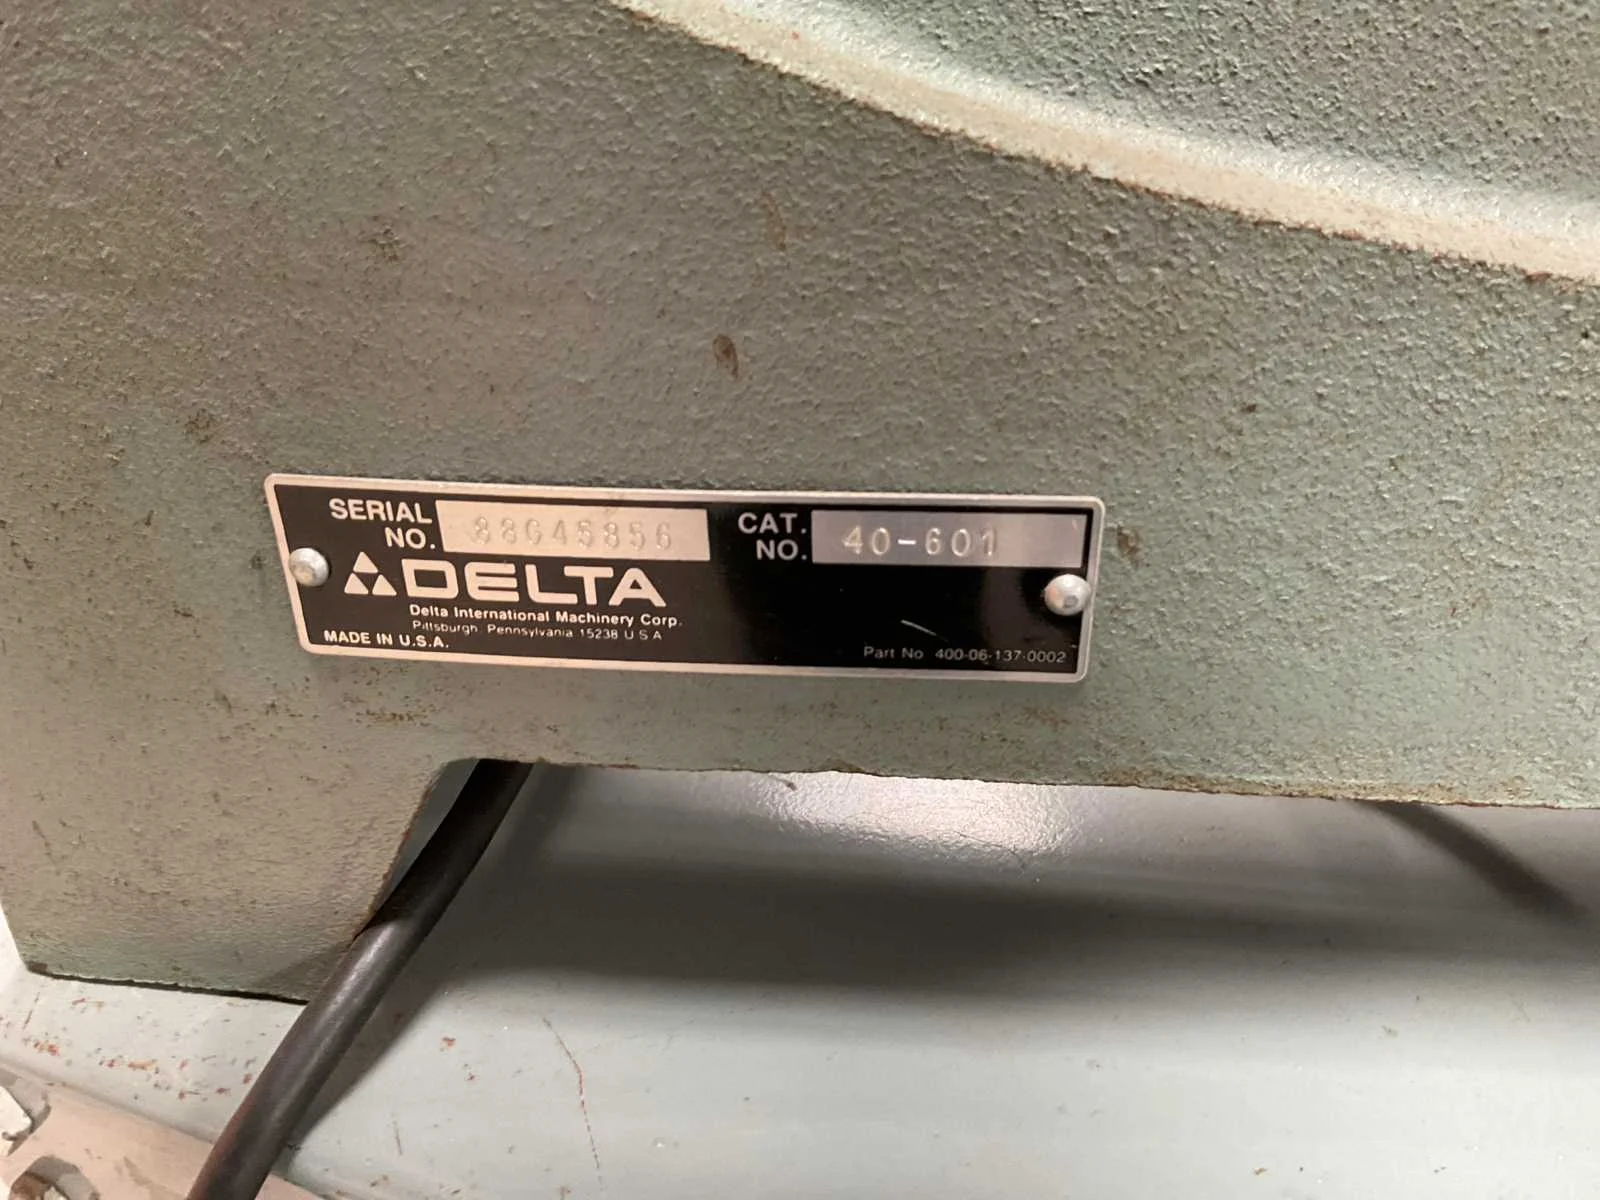 SERIAL NO. 88G45856
CAT. NO. 40-601
DELTA
Delta International Machinery Corp.
Pittsburgh, Pennsylvania 15238 U S A
MADE IN U.S.A.
Part No 400-06-137-0002